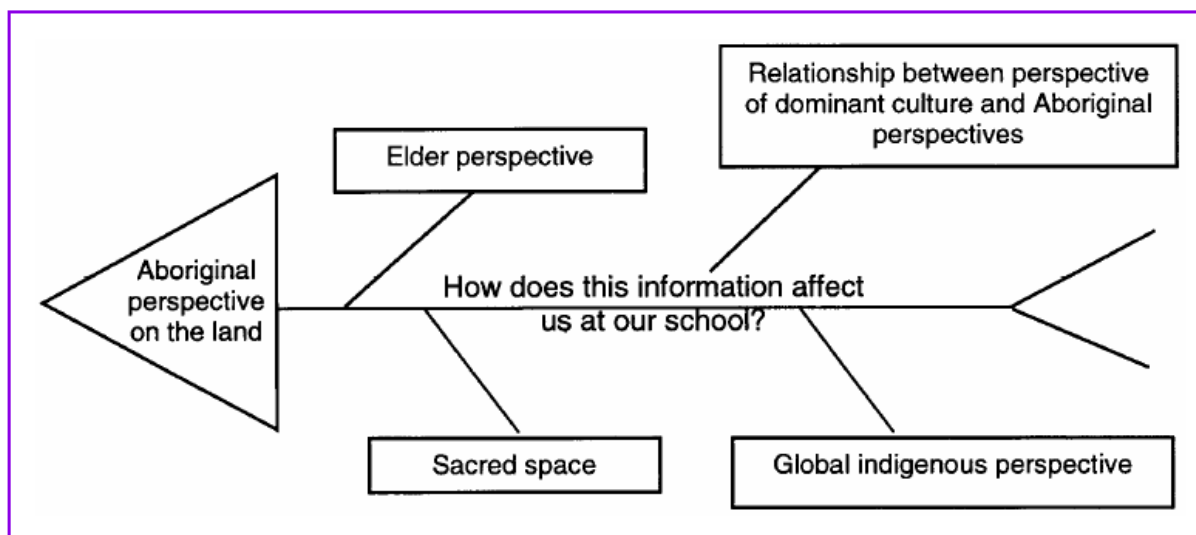 Relationship between perspective
of dominant culture and Aboriginal
perspectives
Elder perspective
Aboriginal
perspective
on the land
How does this information affect
us at our school?
Sacred space
Global indigenous perspective